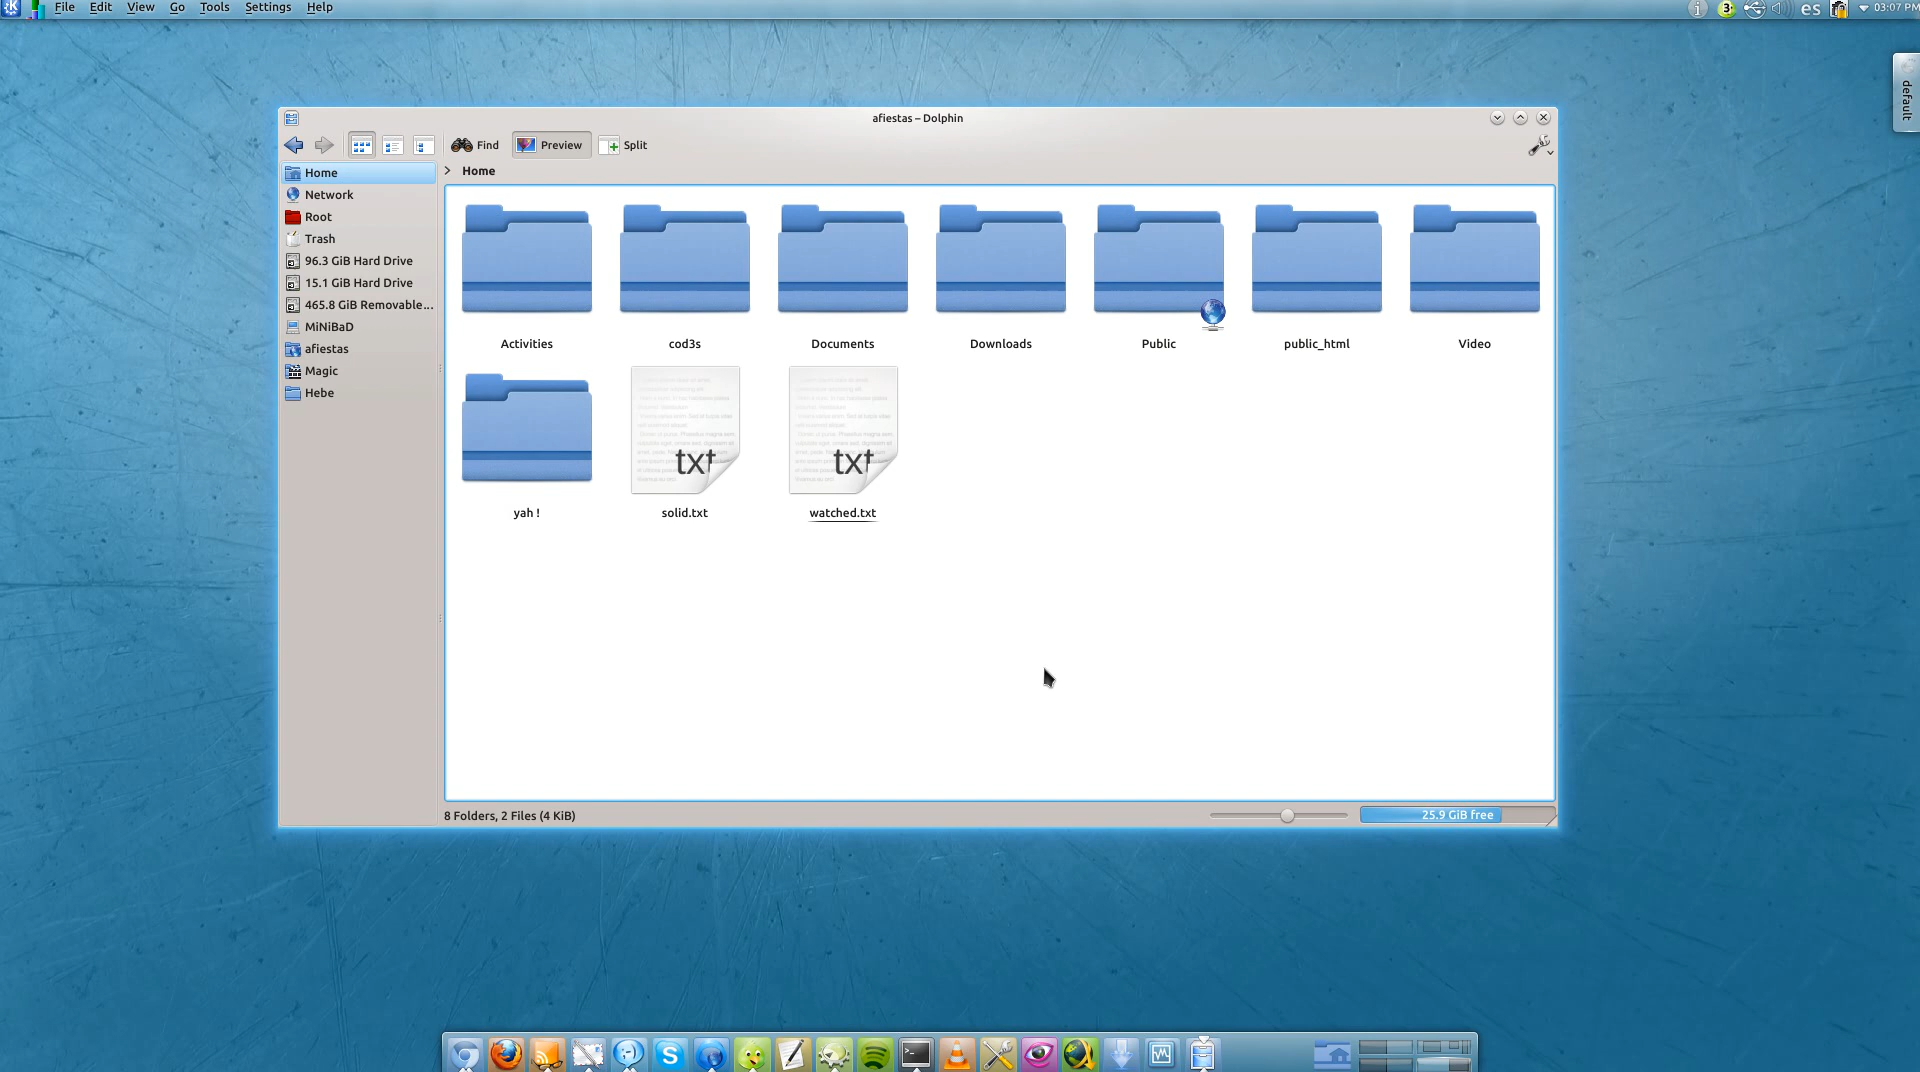 File Edit View Go Tools Settings Help
3 es 03:07 PM
default
afiestas – Dolphin
Find Preview Split
> Home
Home
Network
Root
Trash
96.3 GiB Hard Drive
15.1 GiB Hard Drive
465.8 GiB Removable...
MiNiBaD
afiestas
Magic
Hebe
Activities cod3s Documents Downloads Public public_html Video
txt txt
yah ! solid.txt watched.txt
8 Folders, 2 Files (4 KiB) 25.9 GiB free